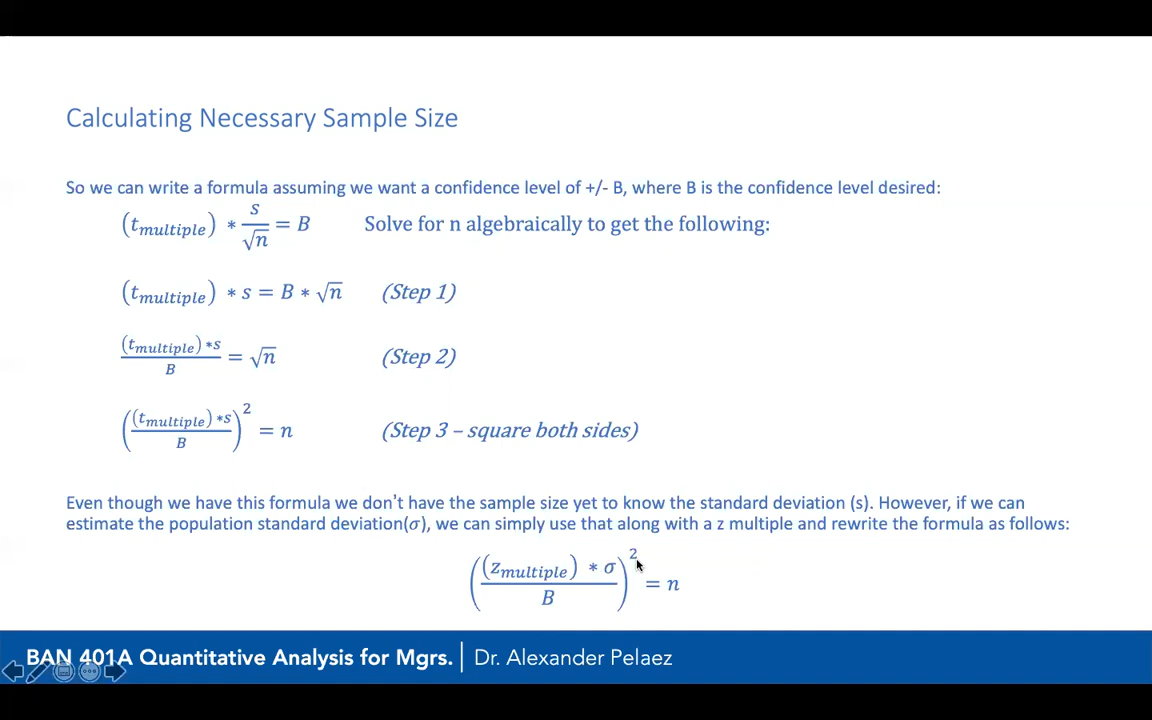 Calculating Necessary Sample Size
So we can write a formula assuming we want a confidence level of +/- B, where B is the confidence level desired:
(t_multiple) * s/√n = B Solve for n algebraically to get the following:
(t_multiple) * s = B * √n (Step 1)
(t_multiple)*s / B = √n (Step 2)
((t_multiple)*s / B)² = n (Step 3 – square both sides)
Even though we have this formula we don't have the sample size yet to know the standard deviation (s). However, if we can
estimate the population standard deviation(σ), we can simply use that along with a z multiple and rewrite the formula as follows:
((z_multiple) * σ / B)² = n
BAN 401A Quantitative Analysis for Mgrs. | Dr. Alexander Pelaez